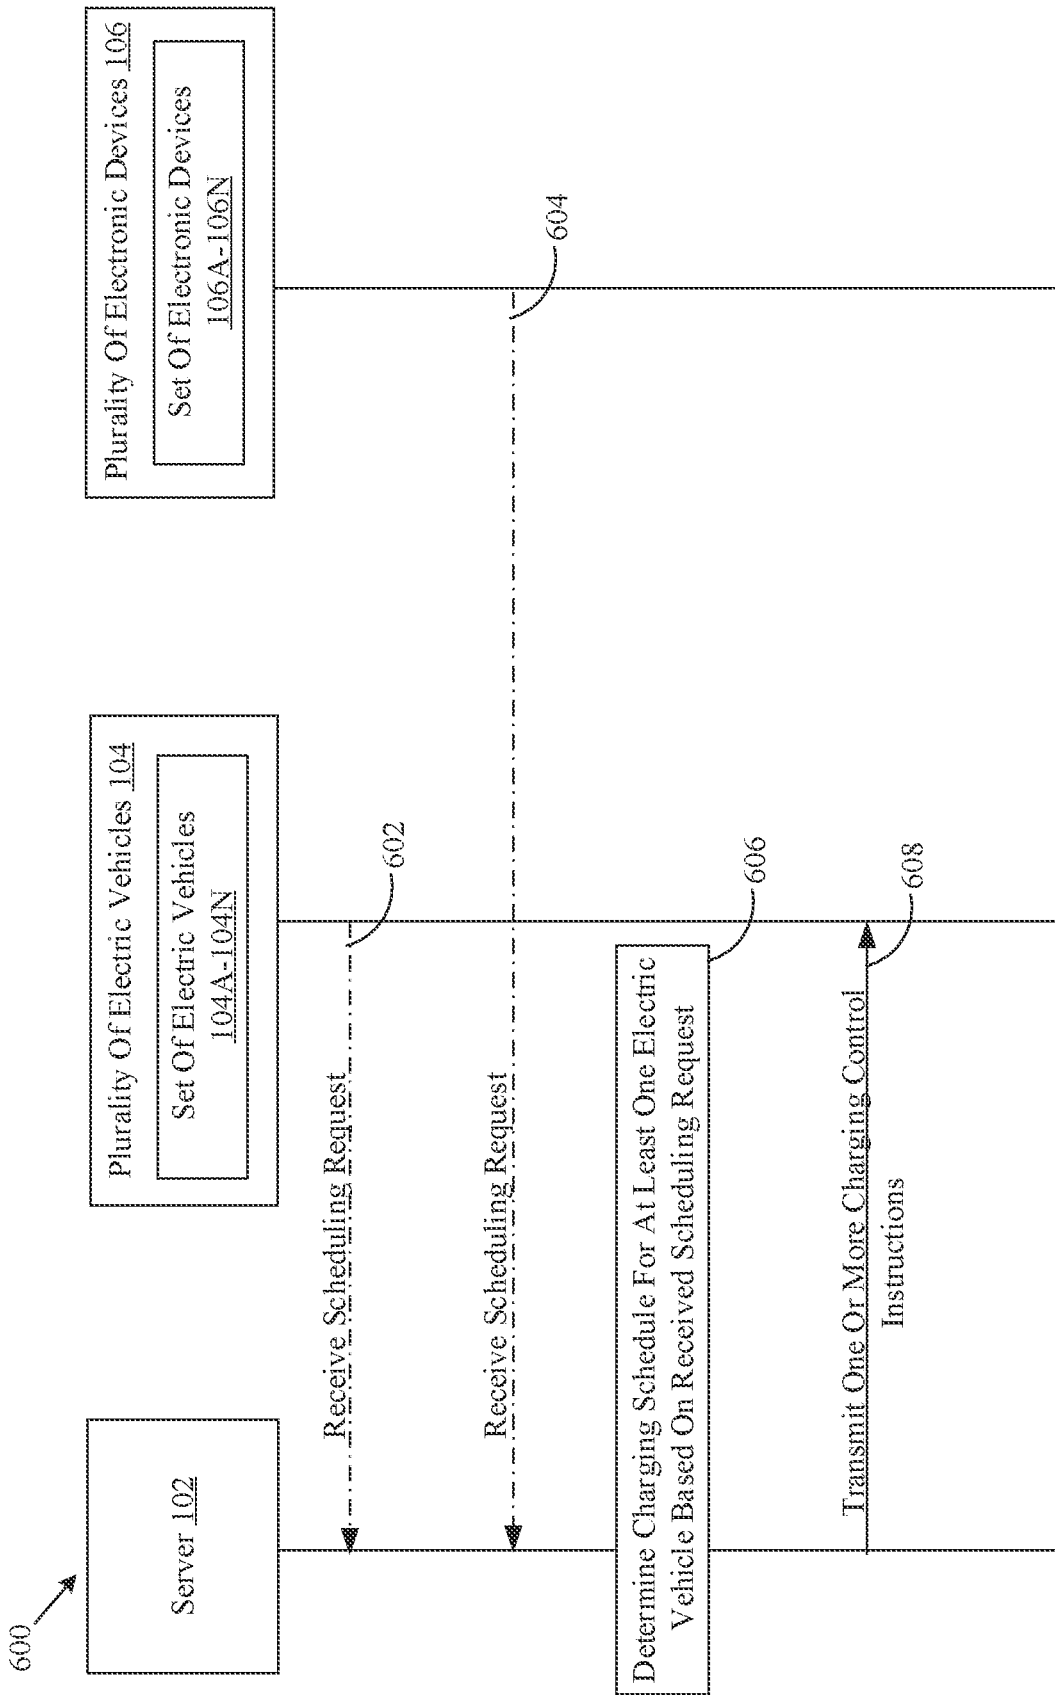 600
Server 102
Plurality Of Electric Vehicles 104
Set Of Electric Vehicles
104A-104N
Plurality Of Electronic Devices 106
Set Of Electronic Devices
106A-106N
Receive Scheduling Request
602
Receive Scheduling Request
604
Determine Charging Schedule For At Least One Electric
Vehicle Based On Received Scheduling Request
606
Transmit One Or More Charging Control
Instructions
608